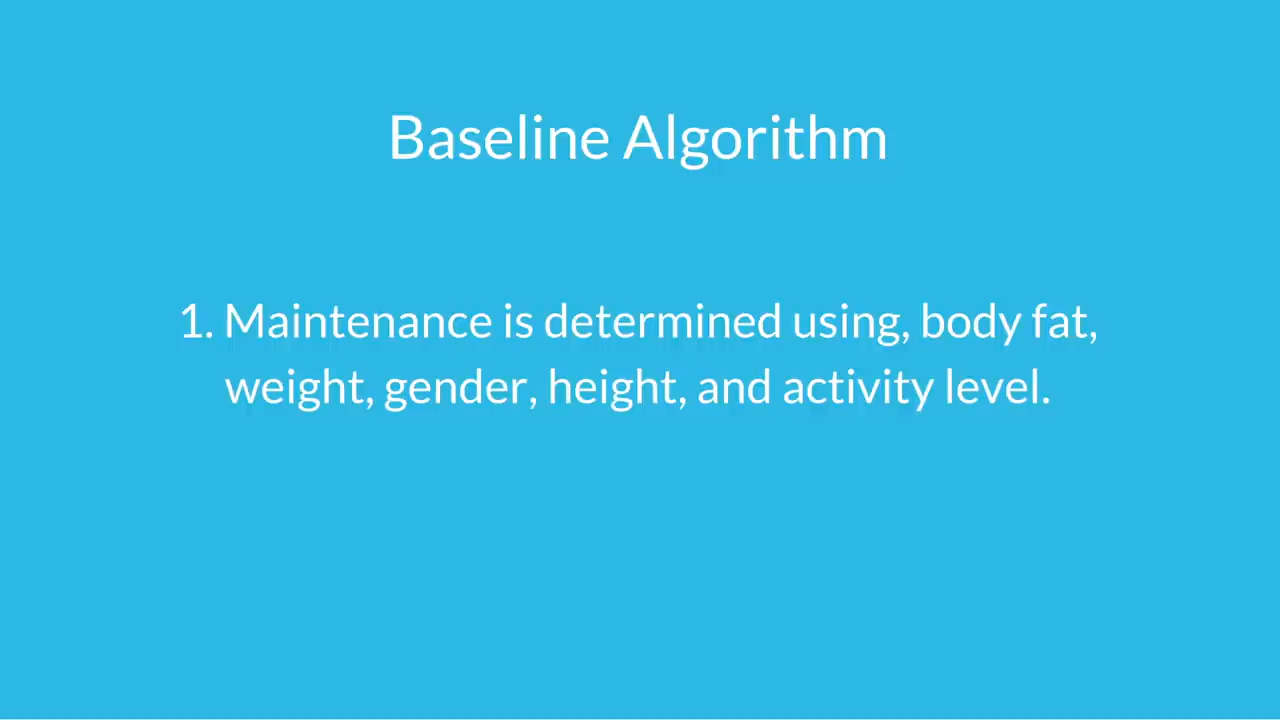 Baseline Algorithm
1. Maintenance is determined using, body fat,
weight, gender, height, and activity level.